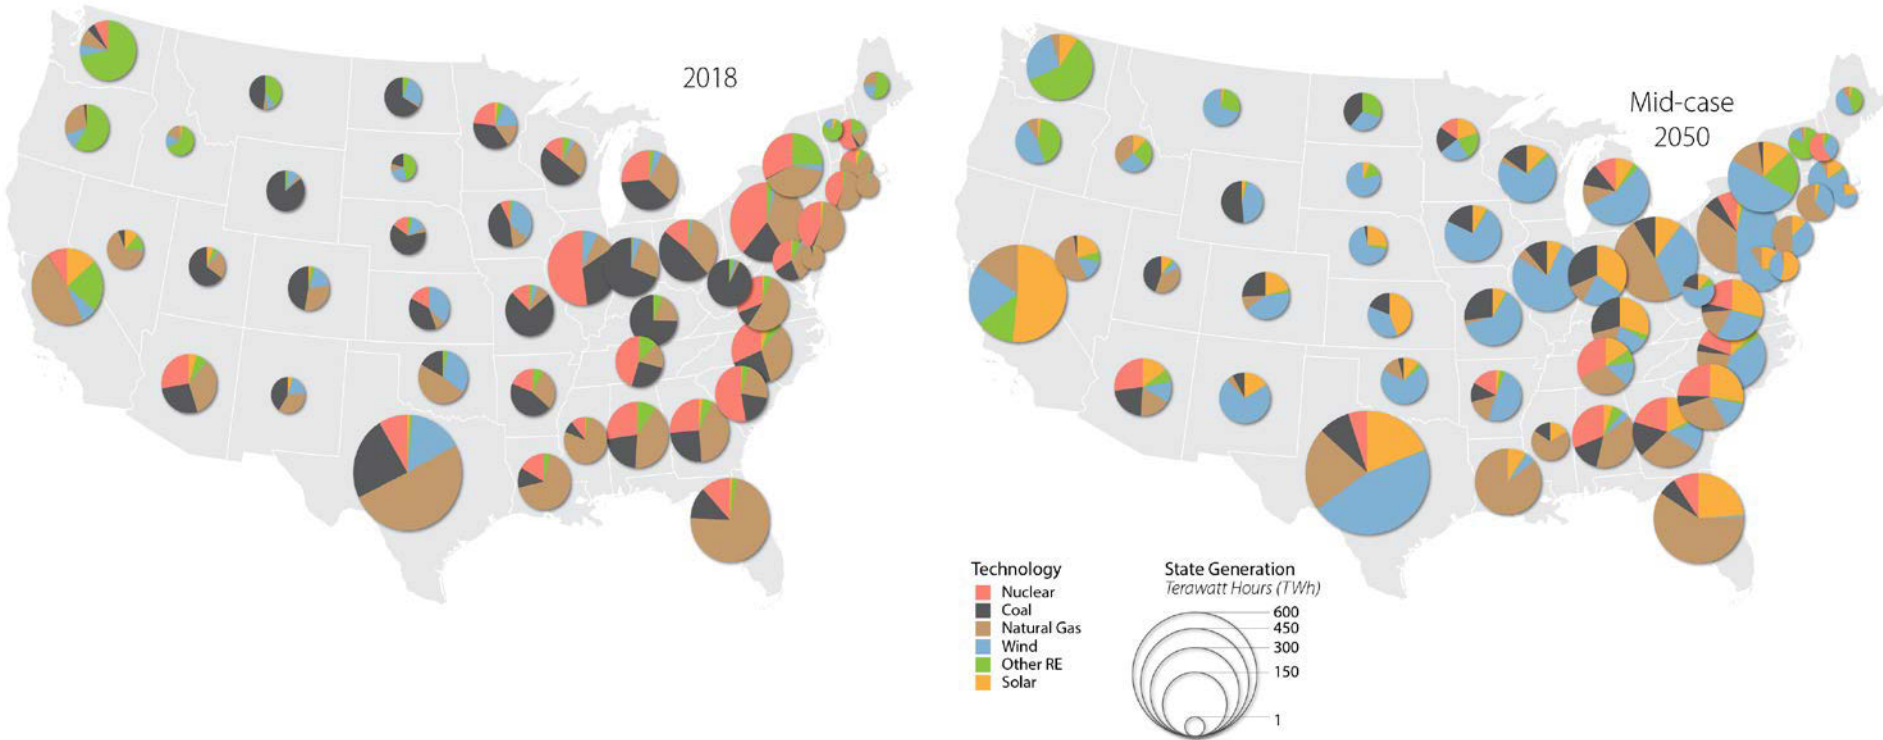 2018
Mid-case
2050
Technology
Nuclear
Coal
Natural Gas
Wind
Other RE
Solar
State Generation
Terawatt Hours (TWh)
600
450
300
150
1